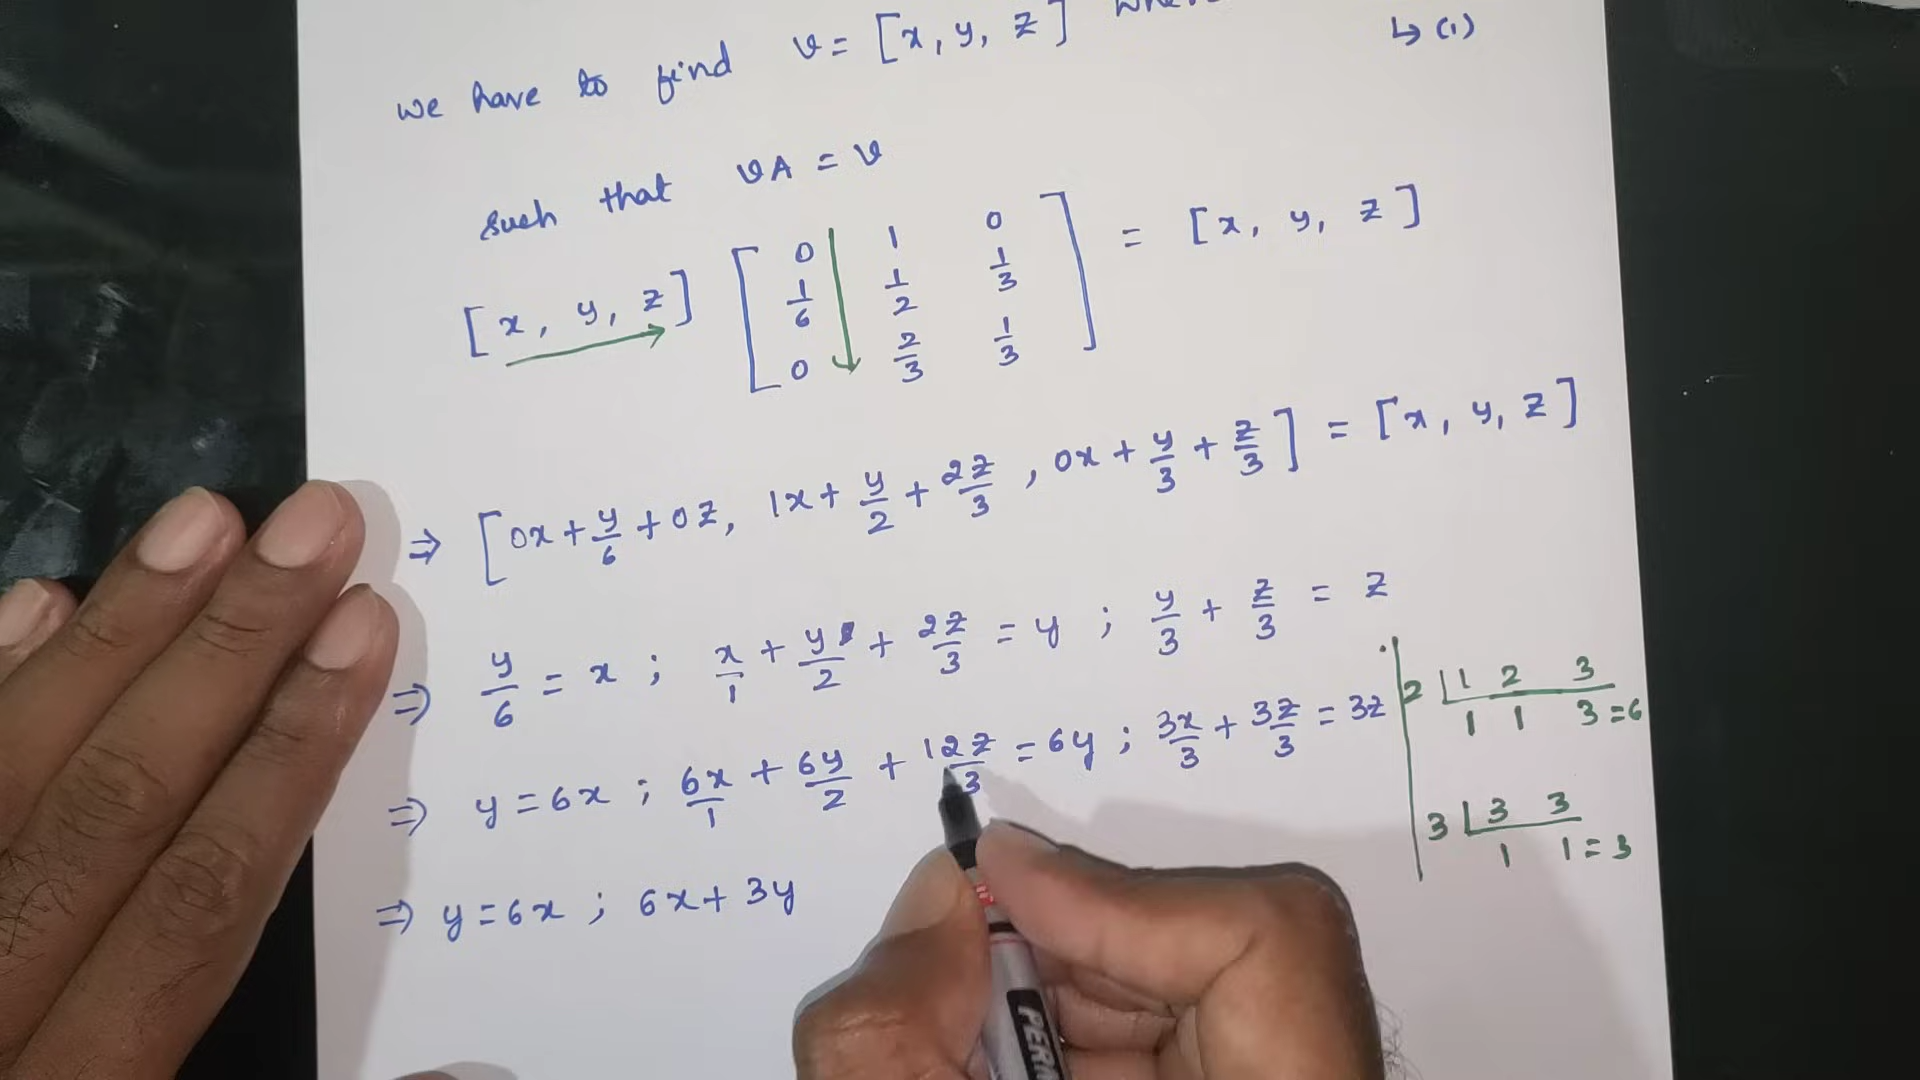 we have to find v = [x, y, z]
↳ (1)
such that vA = v
[x, y, z] [0 1 0
1/6 1/2 1/3
0 2/3 1/3] = [x, y, z]
⇒ [0x + y/6 + 0z, 1x + y/2 + 2z/3, 0x + y/3 + z/3] = [x, y, z]
⇒ y/6 = x ; x/1 + y/2 + 2z/3 = y ; y/3 + z/3 = z
⇒ y = 6x ; 6x/1 + 6y/2 + 12z/3 = 6y ; 3x/3 + 3z/3 = 3z
⇒ y = 6x ; 6x + 3y
2 | 1 2 3
1 1 3 = 6
3 | 3 3
1 1 = 3